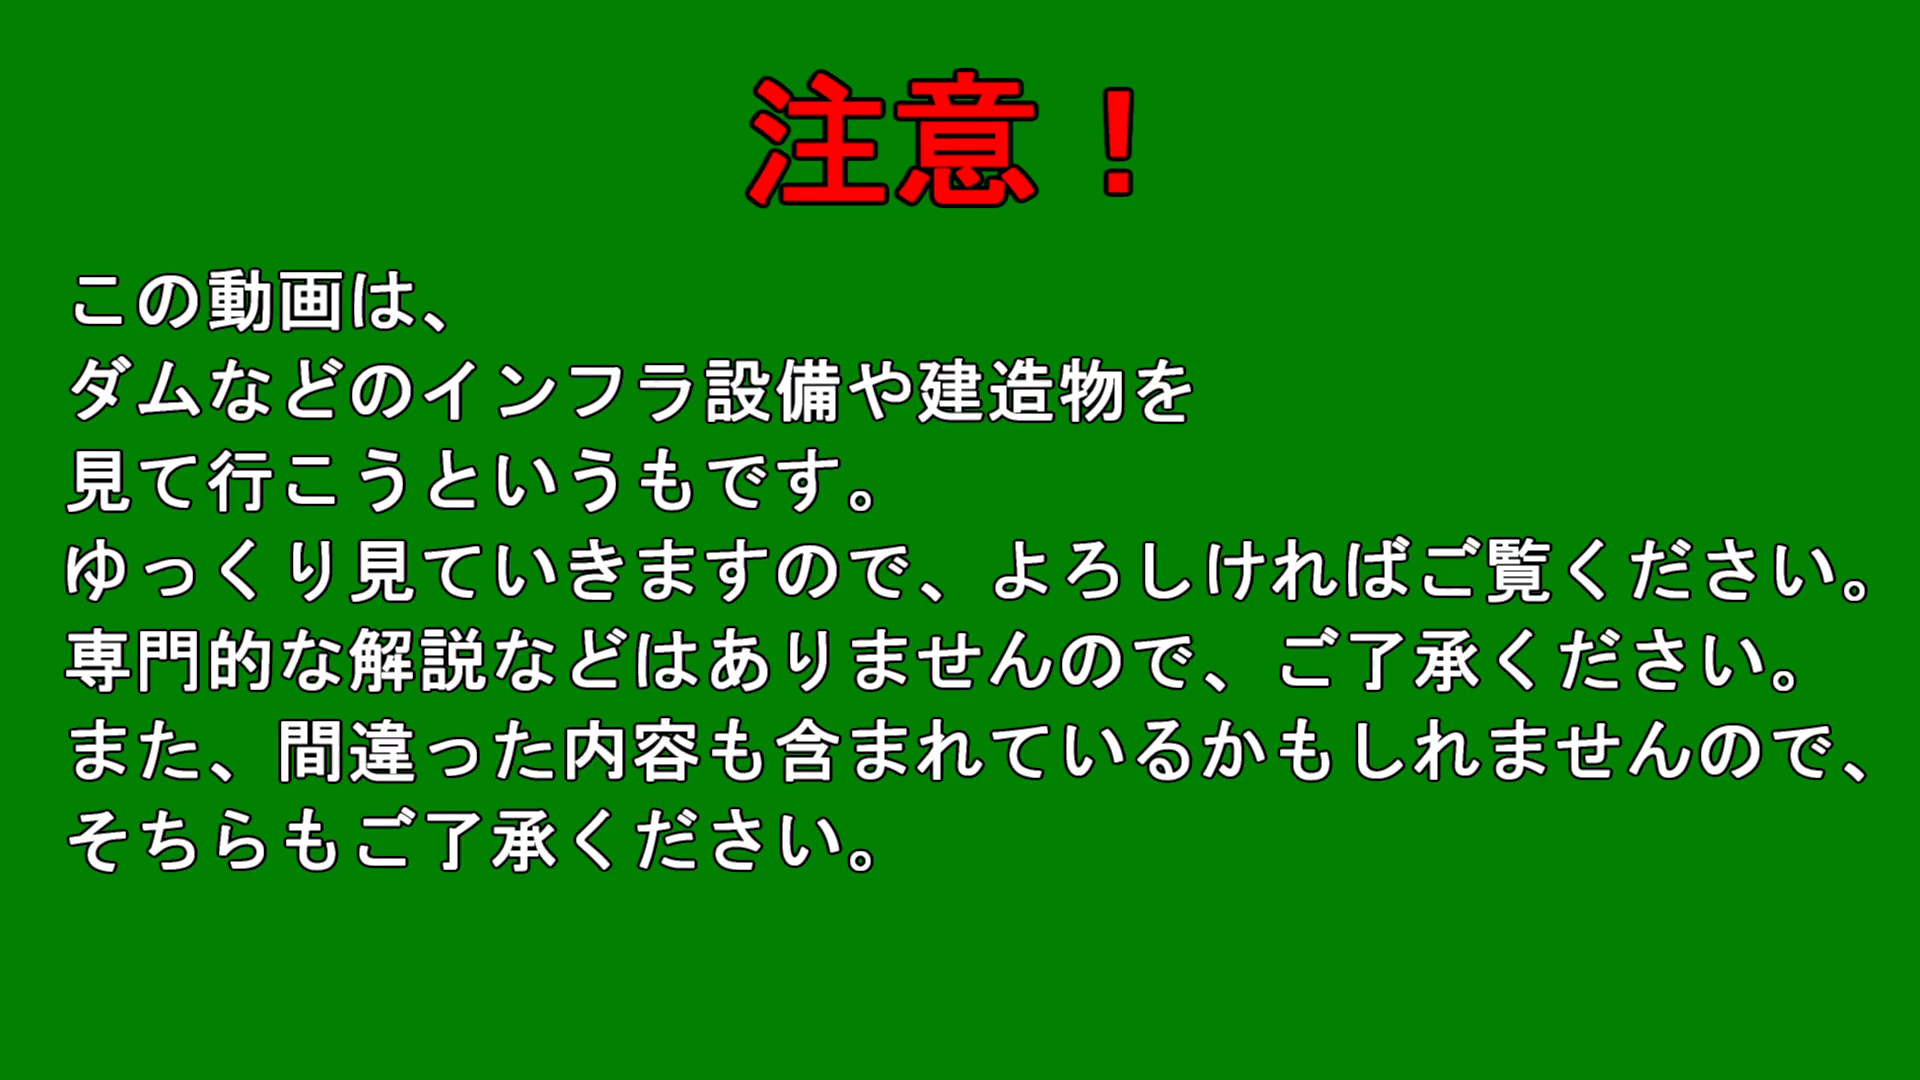 注意！
この動画は、
ダムなどのインフラ設備や建造物を
見て行こうというもです。
ゆっくり見ていきますので、よろしければご覧ください。
専門的な解説などはありませんので、ご了承ください。
また、間違った内容も含まれているかもしれませんので、
そちらもご了承ください。